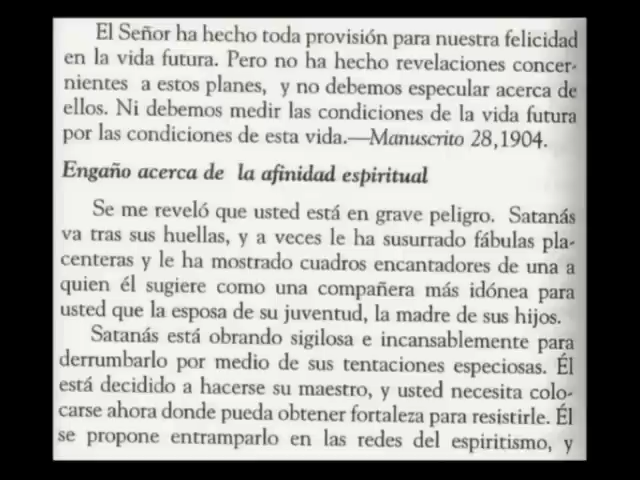 El Señor ha hecho toda provisión para nuestra felicidad
en la vida futura. Pero no ha hecho revelaciones concer-
nientes a estos planes, y no debemos especular acerca de
ellos. Ni debemos medir las condiciones de la vida futura
por las condiciones de esta vida.—Manuscrito 28,1904.
Engaño acerca de la afinidad espiritual
Se me reveló que usted está en grave peligro. Satanás
va tras sus huellas, y a veces le ha susurrado fábulas pla-
centeras y le ha mostrado cuadros encantadores de una a
quien él sugiere como una compañera más idónea para
usted que la esposa de su juventud, la madre de sus hijos.
Satanás está obrando sigilosa e incansablemente para
derrumbarlo por medio de sus tentaciones especiosas. Él
está decidido a hacerse su maestro, y usted necesita colo-
carse ahora donde pueda obtener fortaleza para resistirle. Él
se propone entramparlo en las redes del espiritismo, y